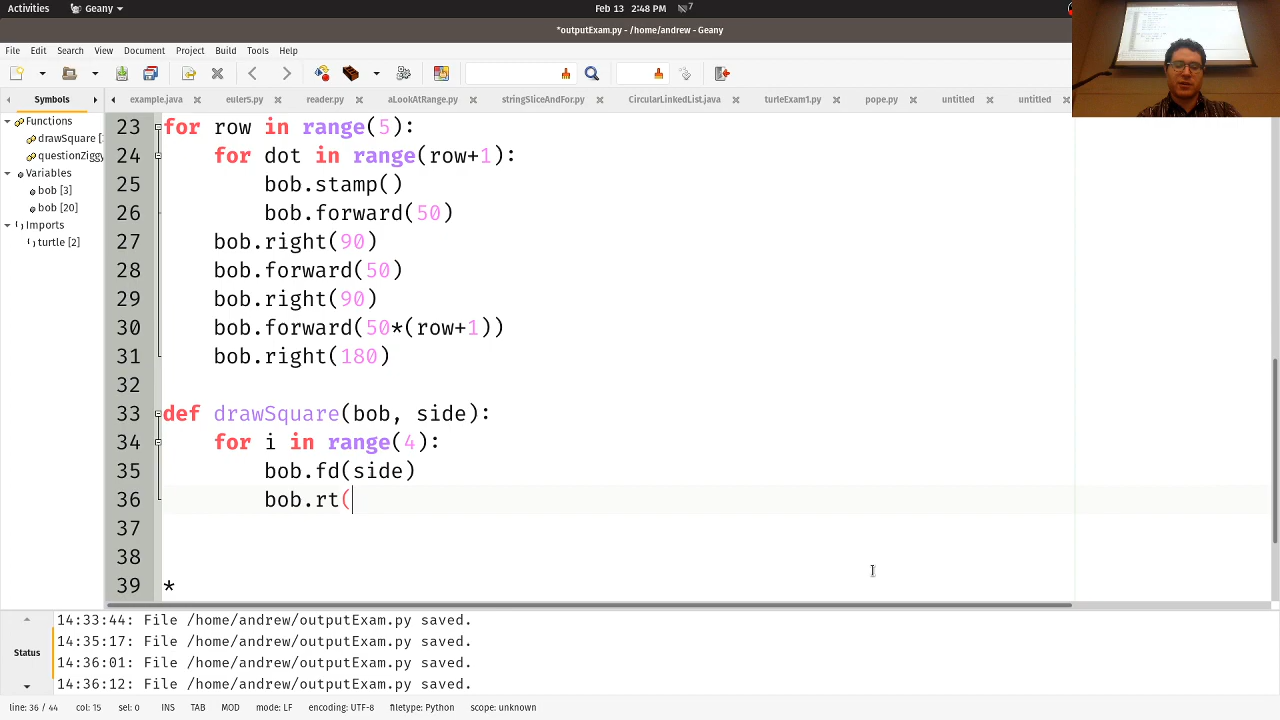 Activities Geany Feb 13 2:48 PM
*outputExam.py - /home/andrew - Geany
File Edit Search View Document Project Build Tools Help
Symbols example.java euler5.py reader.py aLookAtRange.py stringSliceAndFor.py CircularLinkedList.java turleExam1.py pope.py untitled untitled
Functions
drawSquare [
questionZiggy
Variables
bob [3]
bob [20]
Imports
turtle [2]
23 for row in range(5):
24 for dot in range(row+1):
25 bob.stamp()
26 bob.forward(50)
27 bob.right(90)
28 bob.forward(50)
29 bob.right(90)
30 bob.forward(50*(row+1))
31 bob.right(180)
32
33 def drawSquare(bob, side):
34 for i in range(4):
35 bob.fd(side)
36 bob.rt(
37
38
39 *
Status
14:33:44: File /home/andrew/outputExam.py saved.
14:35:17: File /home/andrew/outputExam.py saved.
14:36:01: File /home/andrew/outputExam.py saved.
14:36:12: File /home/andrew/outputExam.py saved.
line: 36 / 44 col: 15 sel: 0 INS TAB MOD mode: LF encoding: UTF-8 filetype: Python scope: unknown